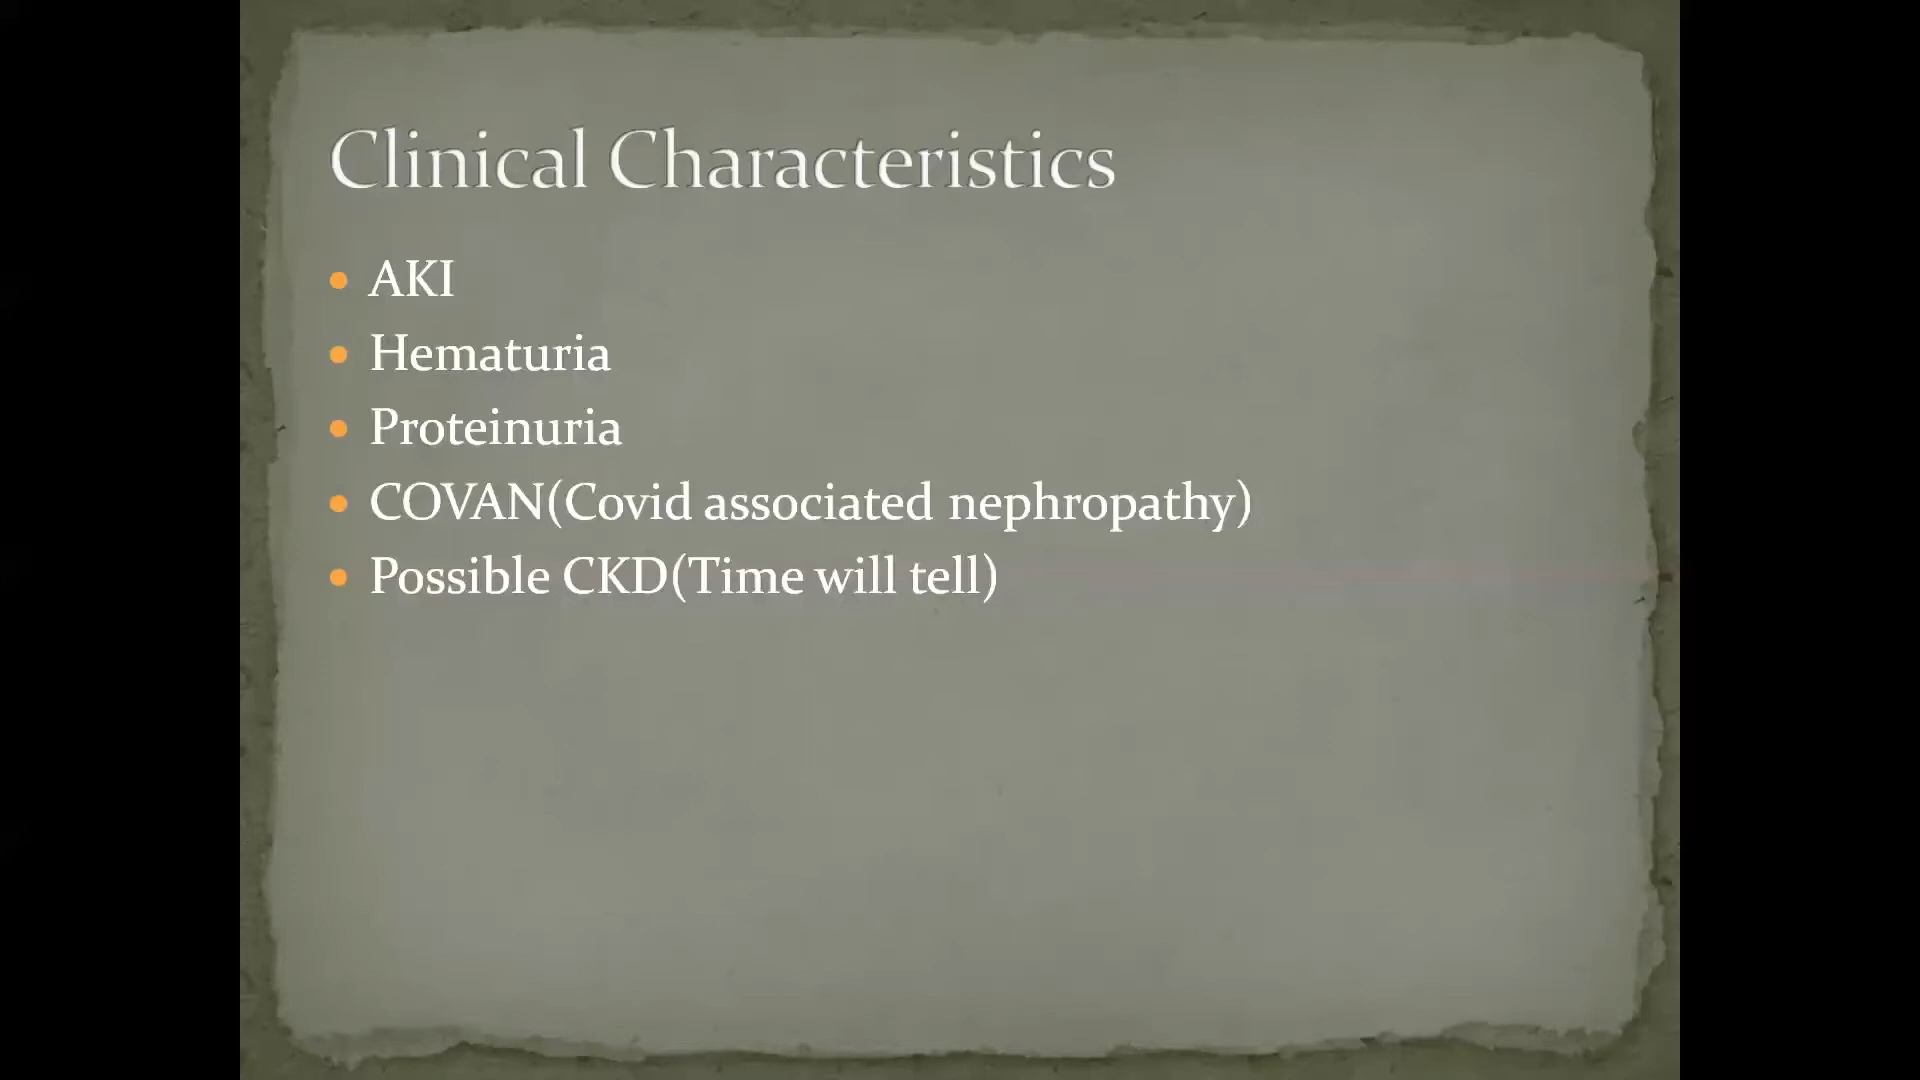 Clinical Characteristics
AKI
Hematuria
Proteinuria
COVAN(Covid associated nephropathy)
Possible CKD(Time will tell)